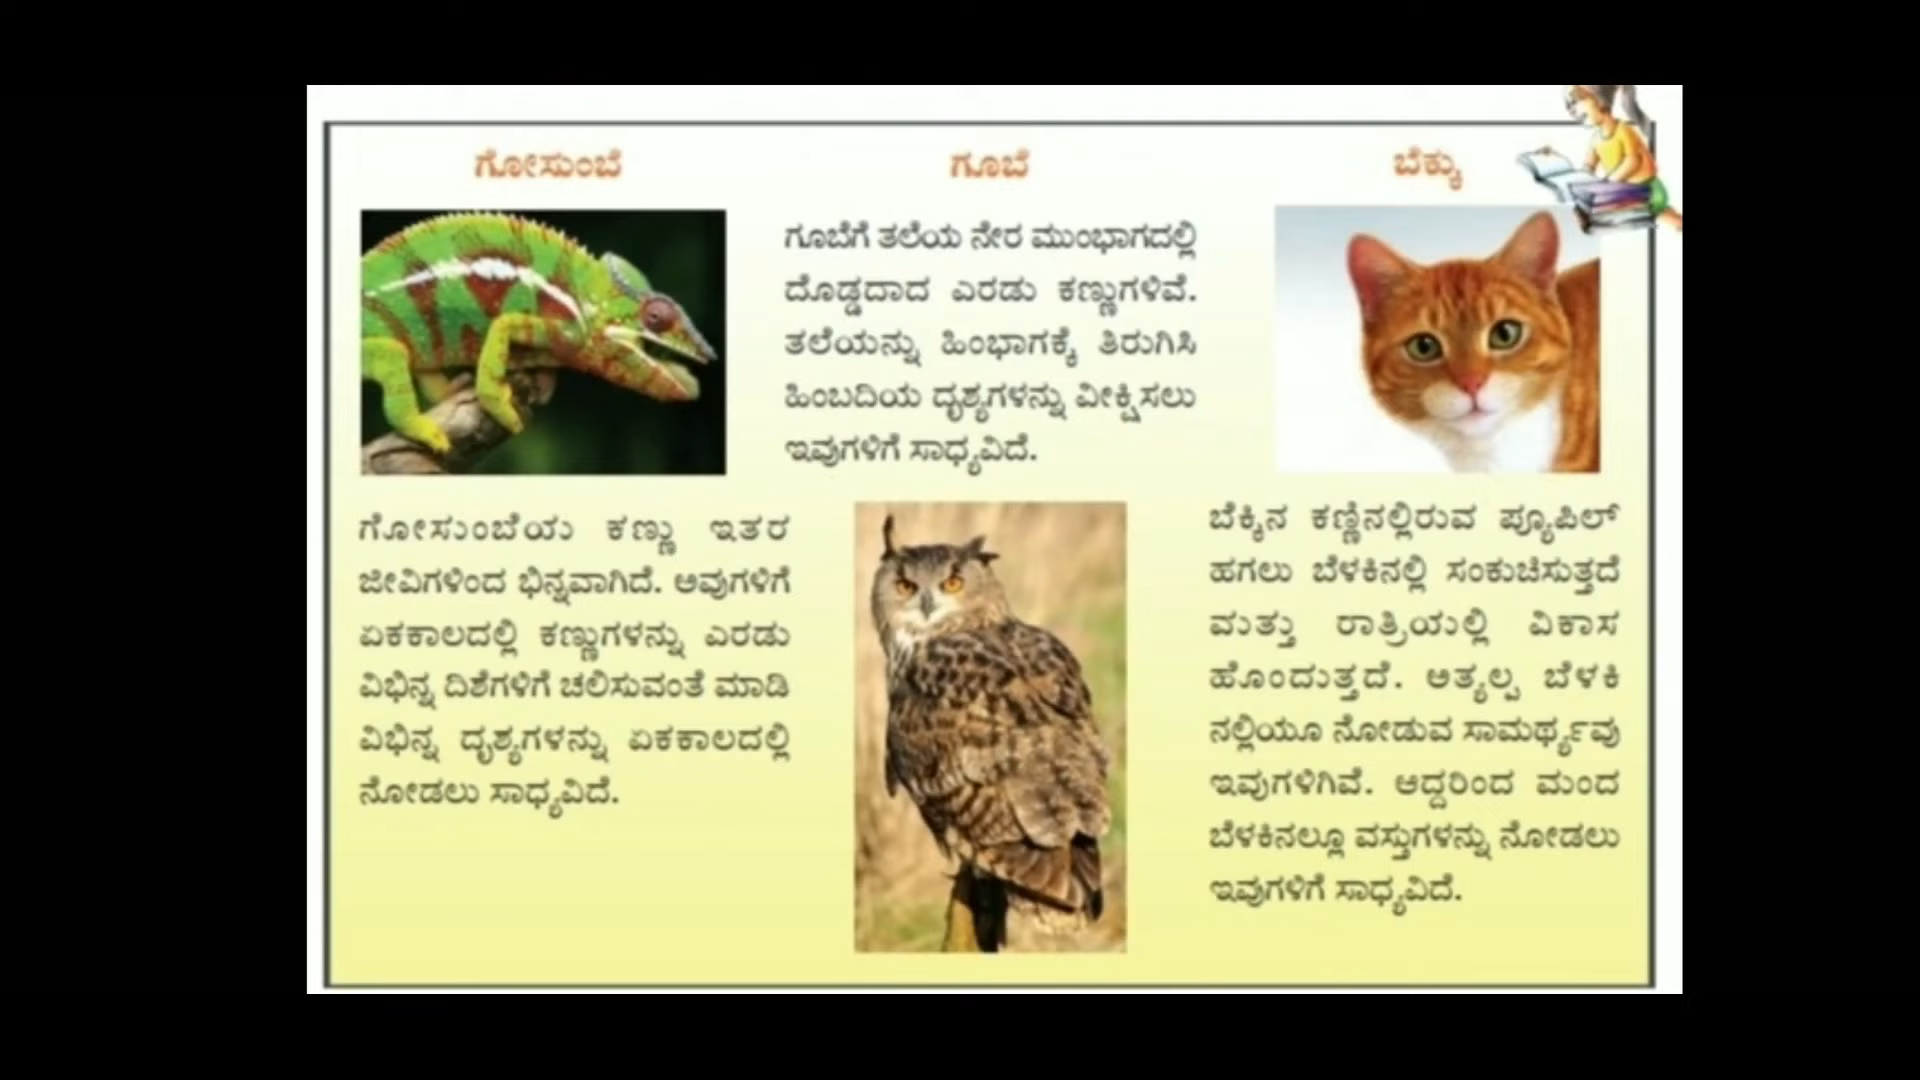 ಗೋಸುಂಬೆ
ಗೋಸುಂಬೆಯ ಕಣ್ಣು ಇತರ
ಜೀವಿಗಳಿಂದ ಭಿನ್ನವಾಗಿದೆ. ಅವುಗಳಿಗೆ
ಏಕಕಾಲದಲ್ಲಿ ಕಣ್ಣುಗಳನ್ನು ಎರಡು
ವಿಭಿನ್ನ ದಿಶೆಗಳಿಗೆ ಚಲಿಸುವಂತೆ ಮಾಡಿ
ವಿಭಿನ್ನ ದೃಶ್ಯಗಳನ್ನು ಏಕಕಾಲದಲ್ಲಿ
ನೋಡಲು ಸಾಧ್ಯವಿದೆ.
ಗೂಬೆ
ಗೂಬೆಗೆ ತಲೆಯ ನೇರ ಮುಂಭಾಗದಲ್ಲಿ
ದೊಡ್ಡದಾದ ಎರಡು ಕಣ್ಣುಗಳಿವೆ.
ತಲೆಯನ್ನು ಹಿಂಭಾಗಕ್ಕೆ ತಿರುಗಿಸಿ
ಹಿಂಬದಿಯ ದೃಶ್ಯಗಳನ್ನು ವೀಕ್ಷಿಸಲು
ಇವುಗಳಿಗೆ ಸಾಧ್ಯವಿದೆ.
ಬೆಕ್ಕು
ಬೆಕ್ಕಿನ ಕಣ್ಣಿನಲ್ಲಿರುವ ಪ್ಯೂಪಿಲ್
ಹಗಲು ಬೆಳಕಿನಲ್ಲಿ ಸಂಕುಚಿಸುತ್ತದೆ
ಮತ್ತು ರಾತ್ರಿಯಲ್ಲಿ ವಿಕಾಸ
ಹೊಂದುತ್ತದೆ. ಅತ್ಯಲ್ಪ ಬೆಳಕಿ
ನಲ್ಲಿಯೂ ನೋಡುವ ಸಾಮರ್ಥ್ಯವು
ಇವುಗಳಿಗಿವೆ. ಆದ್ದರಿಂದ ಮಂದ
ಬೆಳಕಿನಲ್ಲೂ ವಸ್ತುಗಳನ್ನು ನೋಡಲು
ಇವುಗಳಿಗೆ ಸಾಧ್ಯವಿದೆ.